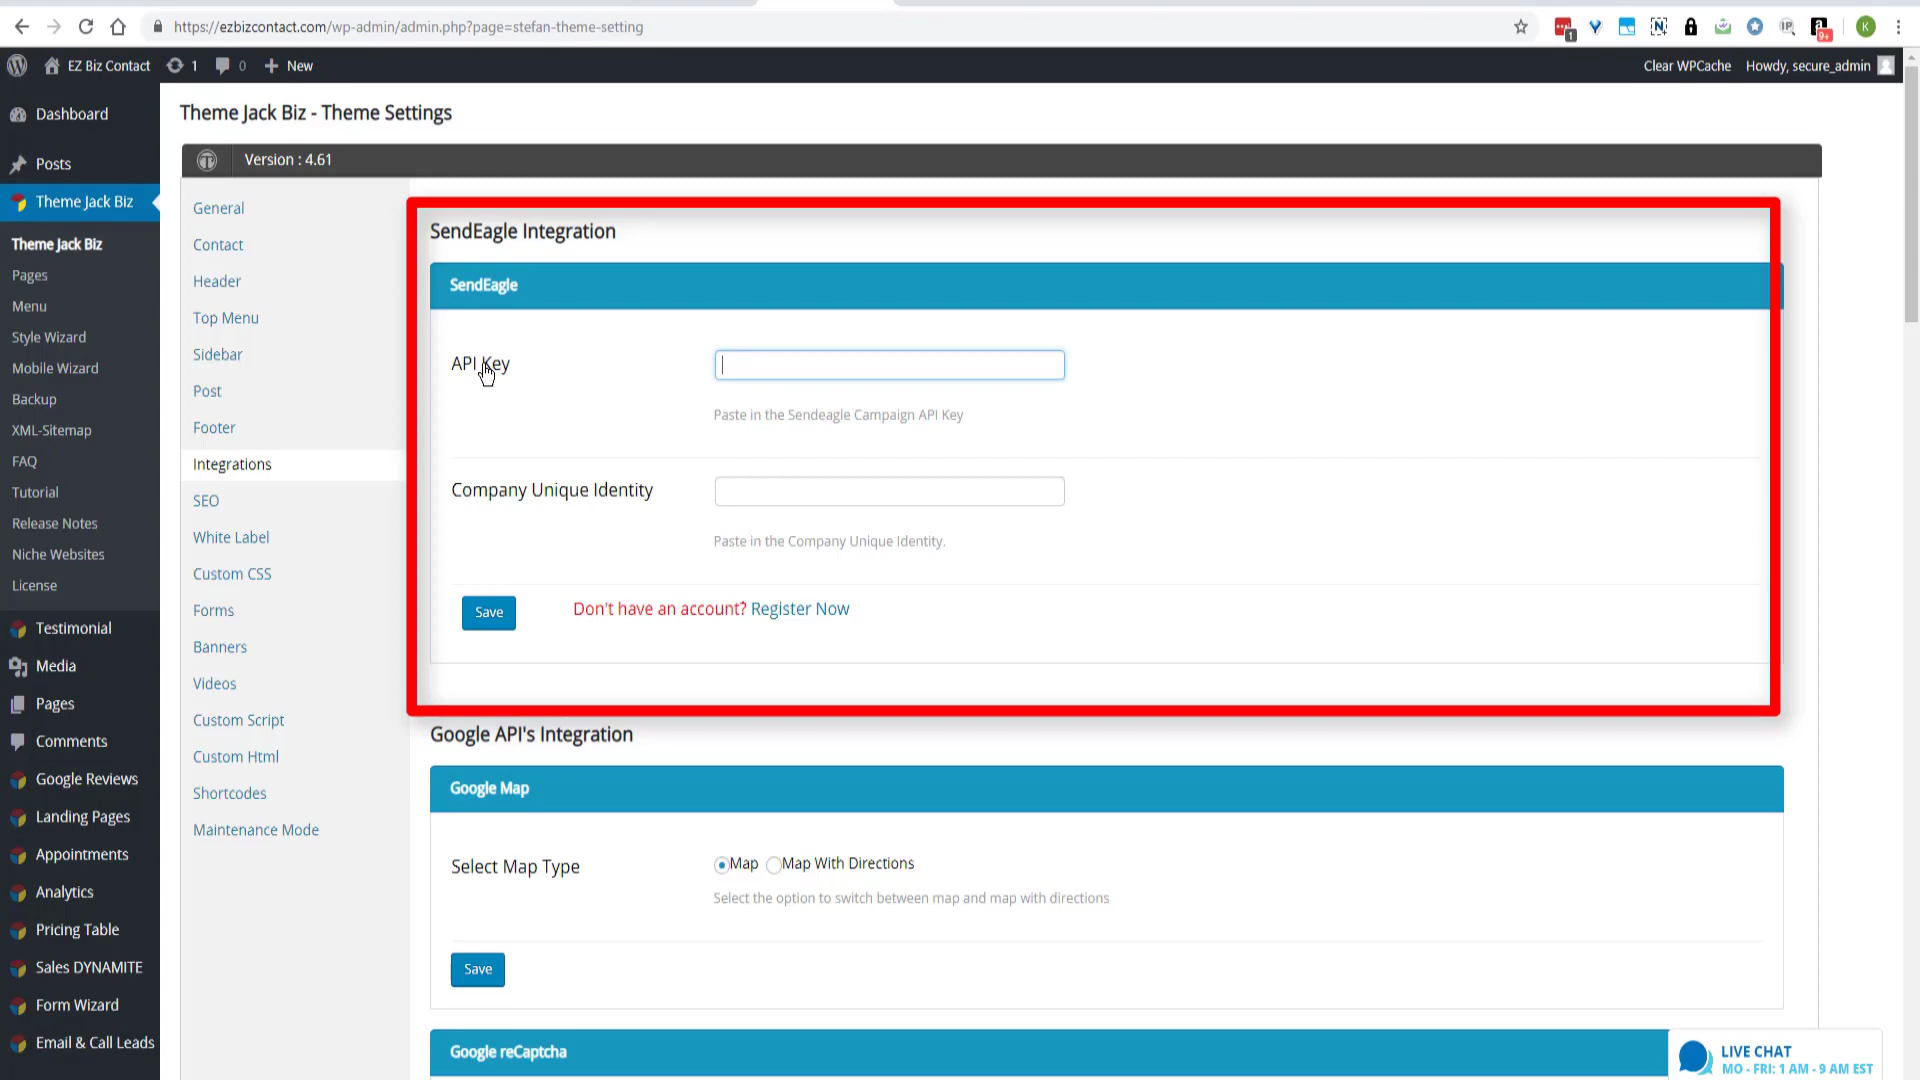 https://ezbizcontact.com/wp-admin/admin.php?page=stefan-theme-setting
1
IP
a
9+
K
EZ Biz Contact
1
0
New
Clear WPCache
Howdy, secure_admin
Dashboard
Posts
Theme Jack Biz
Theme Jack Biz
Pages
Menu
Style Wizard
Mobile Wizard
Backup
XML-Sitemap
FAQ
Tutorial
Release Notes
Niche Websites
License
Testimonial
Media
Pages
Comments
Google Reviews
Landing Pages
Appointments
Analytics
Pricing Table
Sales DYNAMITE
Form Wizard
Email & Call Leads
Theme Jack Biz - Theme Settings
Version : 4.61
General
Contact
Header
Top Menu
Sidebar
Post
Footer
Integrations
SEO
White Label
Custom CSS
Forms
Banners
Videos
Custom Script
Custom Html
Shortcodes
Maintenance Mode
SendEagle Integration
SendEagle
API Key
Paste in the Sendeagle Campaign API Key
Company Unique Identity
Paste in the Company Unique Identity.
Save
Don't have an account? Register Now
Google API's Integration
Google Map
Select Map Type
Map Map With Directions
Select the option to switch between map and map with directions
Save
Google reCaptcha
LIVE CHAT
MO - FRI: 1 AM - 9 AM EST